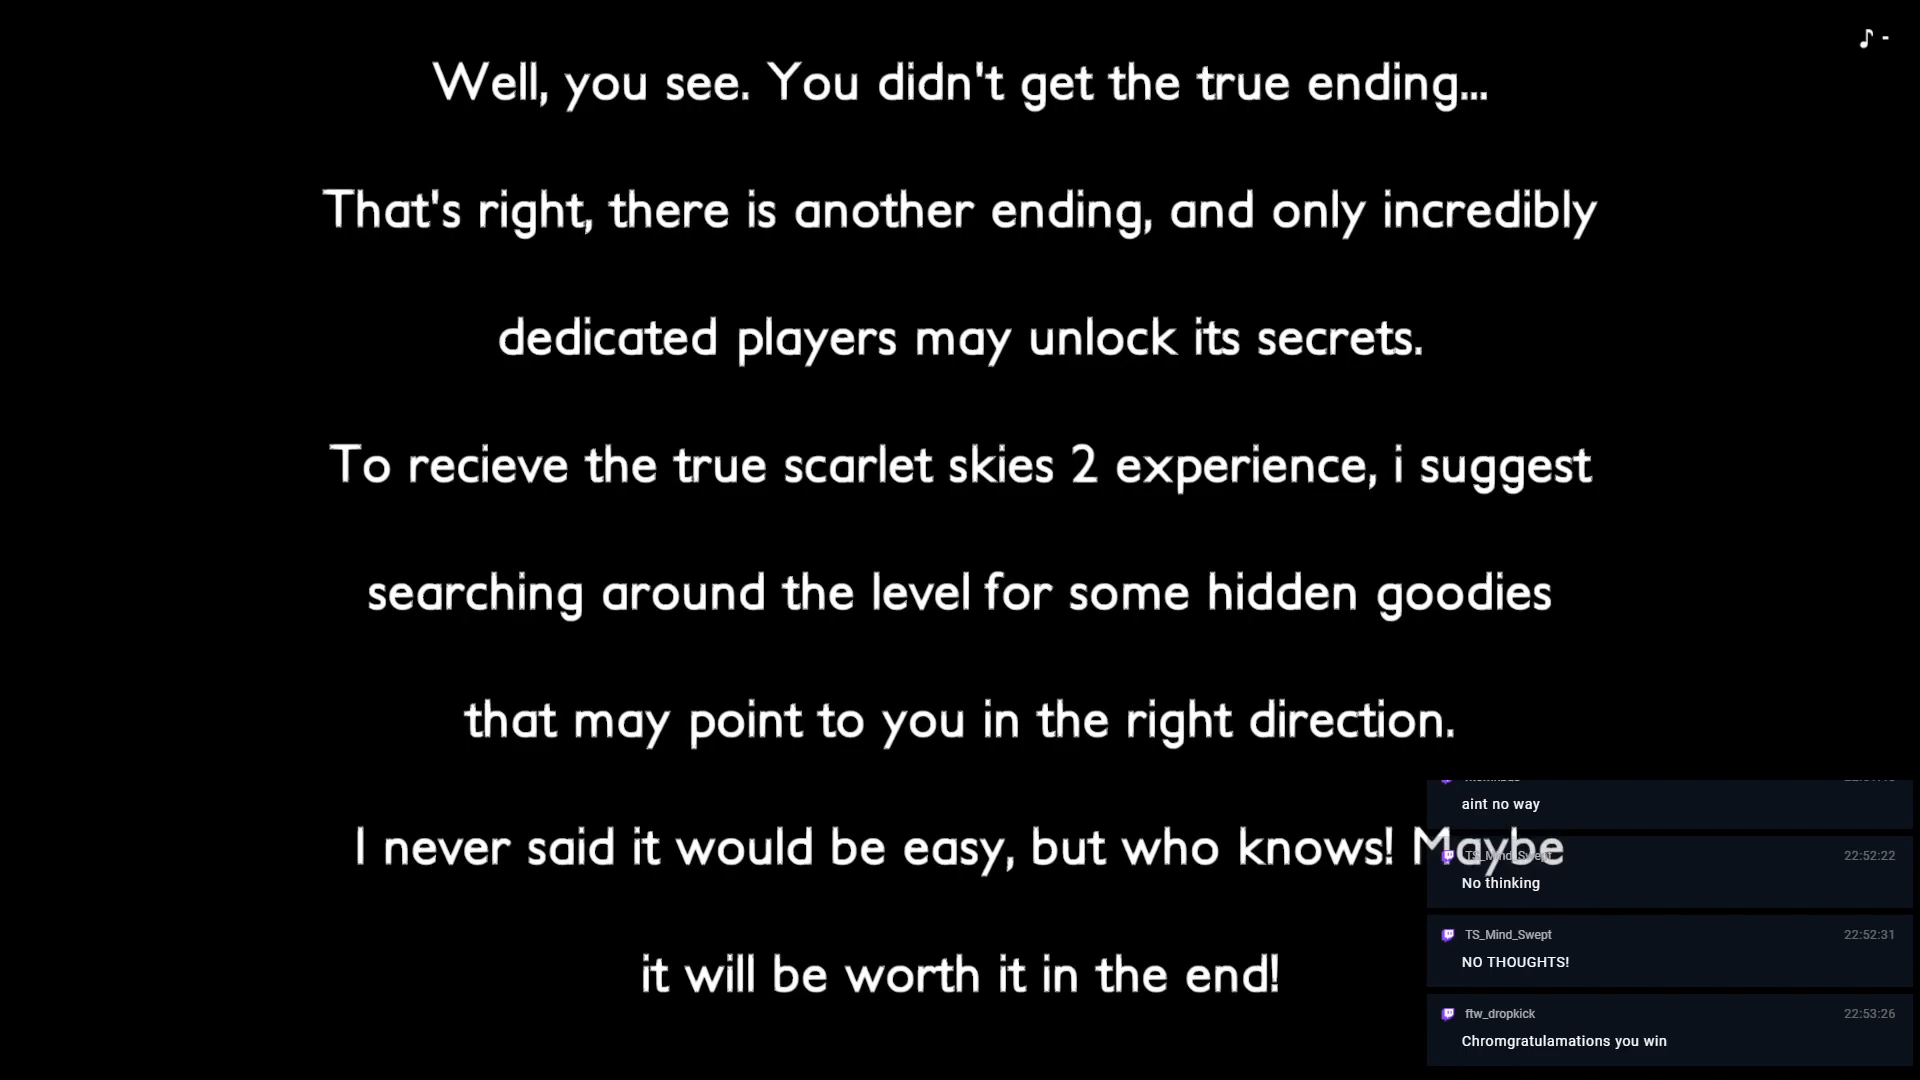 ♪ -
Well, you see. You didn't get the true ending...
That's right, there is another ending, and only incredibly
dedicated players may unlock its secrets.
To recieve the true scarlet skies 2 experience, i suggest
searching around the level for some hidden goodies
that may point to you in the right direction.
I never said it would be easy, but who knows! Maybe
it will be worth it in the end!
aint no way
TS_Mind_Swept 22:52:22
No thinking
TS_Mind_Swept 22:52:31
NO THOUGHTS!
ftw_dropkick 22:53:26
Chromgratulamations you win